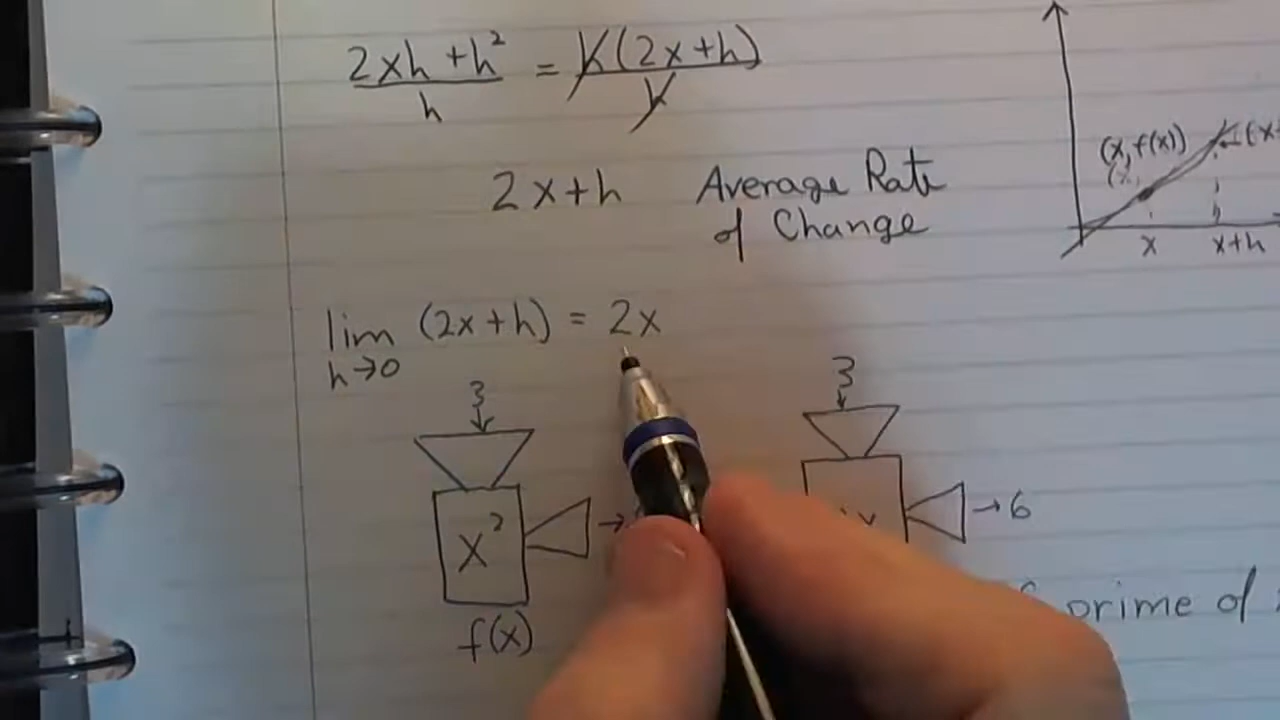 2xh + h² / h = h(2x+h) / h
2x+h Average Rate
of Change
(x, f(x))
x x+h
lim (2x+h) = 2x
h→0
3 3
x² → → 6
f(x)
prime of